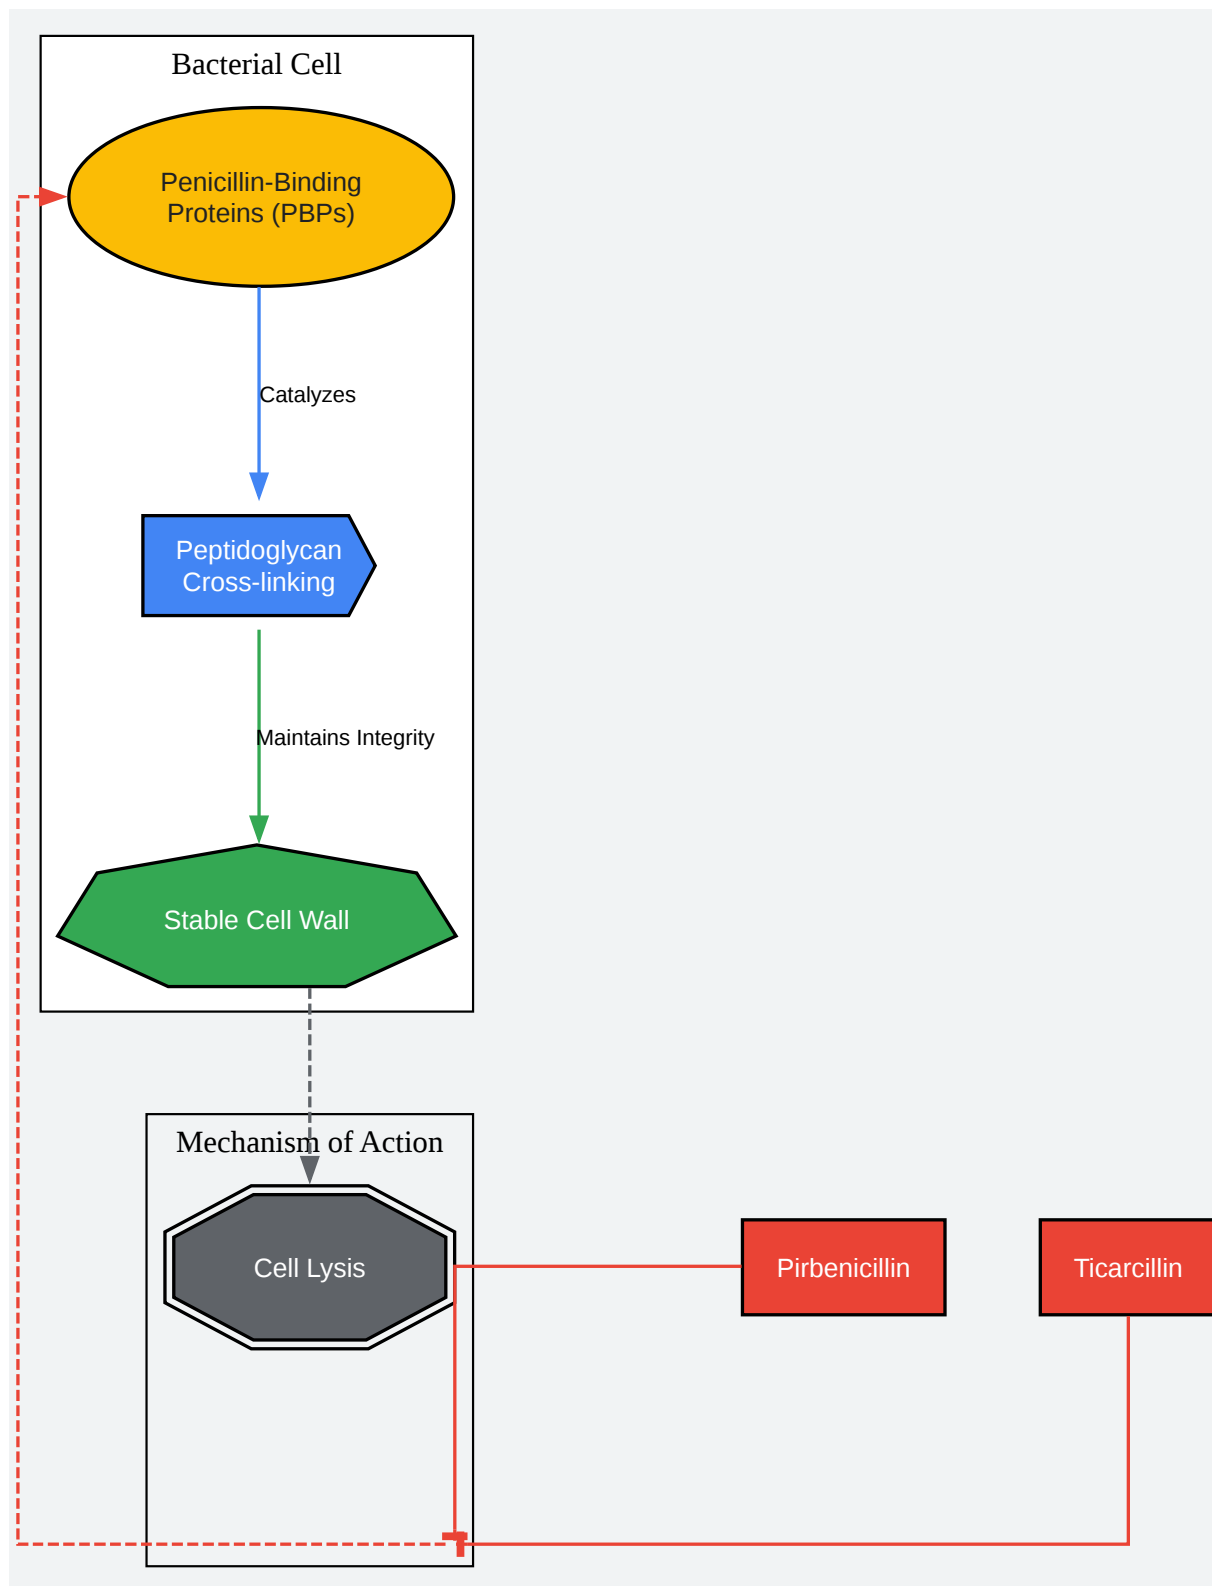 Bacterial Cell
Penicillin-Binding
Proteins (PBPs)
Catalyzes
Peptidoglycan
Cross-linking
Maintains Integrity
Stable Cell Wall
Mechanism of Action
Cell Lysis
Pirbenicillin
Ticarcillin